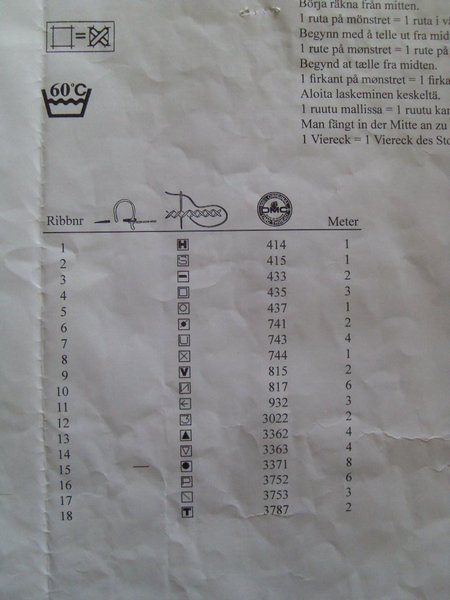 Börja räkna från mitten.
1 ruta på mönstret = 1 ruta i v
Begynn med å telle ut fra mid
1 rute på mønstret = 1 rute på
Begynd at tælle fra midten.
1 firkant på mønstret = 1 firka
Aloita laskeminen keskeltä.
1 ruutu mallissa = 1 ruutu kan
Man fängt in der Mitte an zu
1 Viereck = 1 Viereck des Sto
60°C
Ribbnr DMC Meter
1 H 414 1
2 S 415 1
3 433 2
4 435 3
5 437 1
6 741 2
7 743 4
8 744 1
9 V 815 2
10 817 6
11 932 3
12 3022 2
13 3362 4
14 3363 4
15 3371 8
16 P 3752 6
17 3753 3
18 T 3787 2